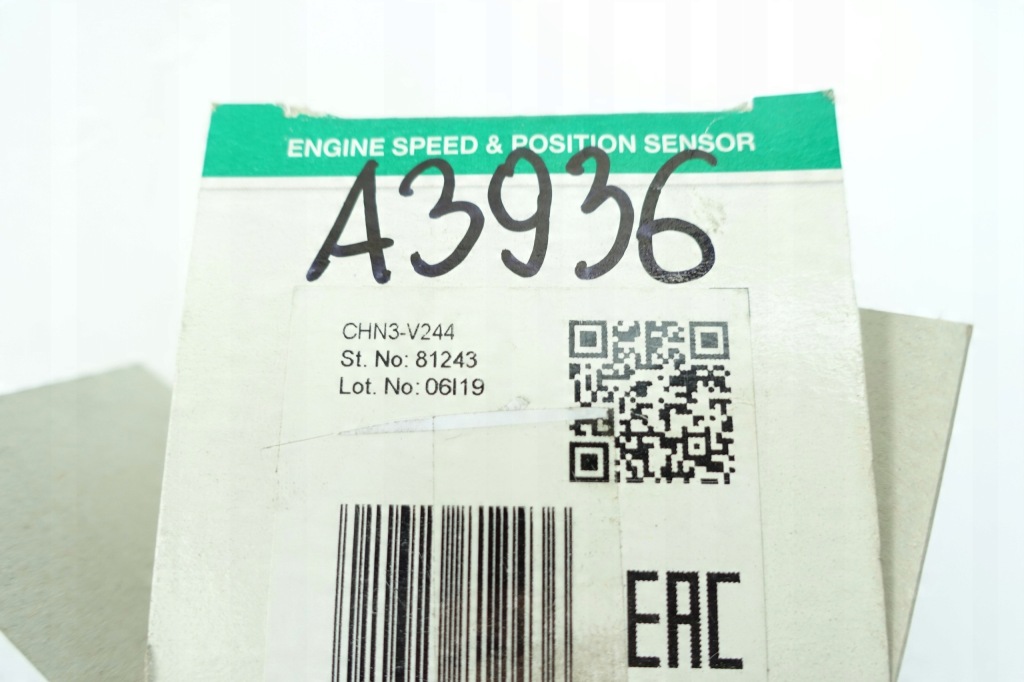 ENGINE SPEED & POSITION SENSOR
A3936
CHN3-V244
St. No: 81243
Lot. No: 06I19
EAC